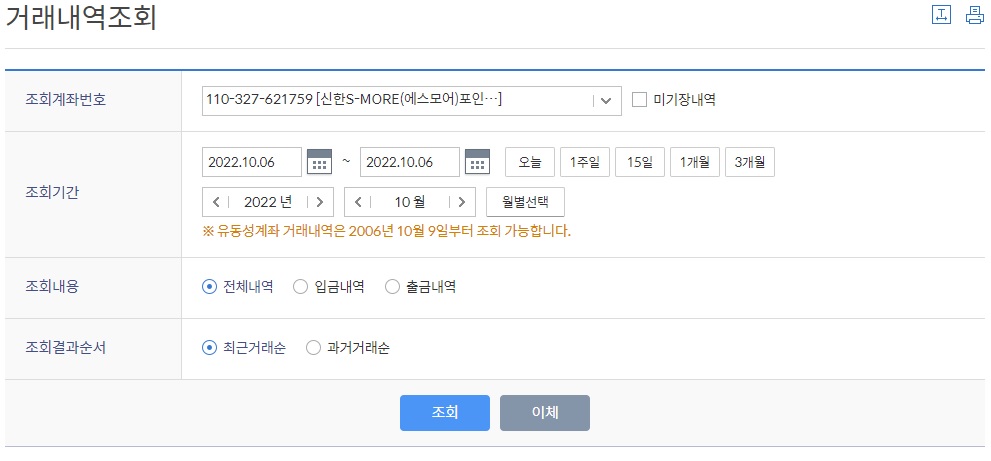 거래내역조회
조회계좌번호
110-327-621759 [신한S-MORE(에스모어)포인…]
미기장내역
조회기간
2022.10.06 ~ 2022.10.06 오늘 1주일 15일 1개월 3개월
2022 년 10 월 월별선택
※ 유동성계좌 거래내역은 2006년 10월 9일부터 조회 가능합니다.
조회내용
전체내역 입금내역 출금내역
조회결과순서
최근거래순 과거거래순
조회 이체